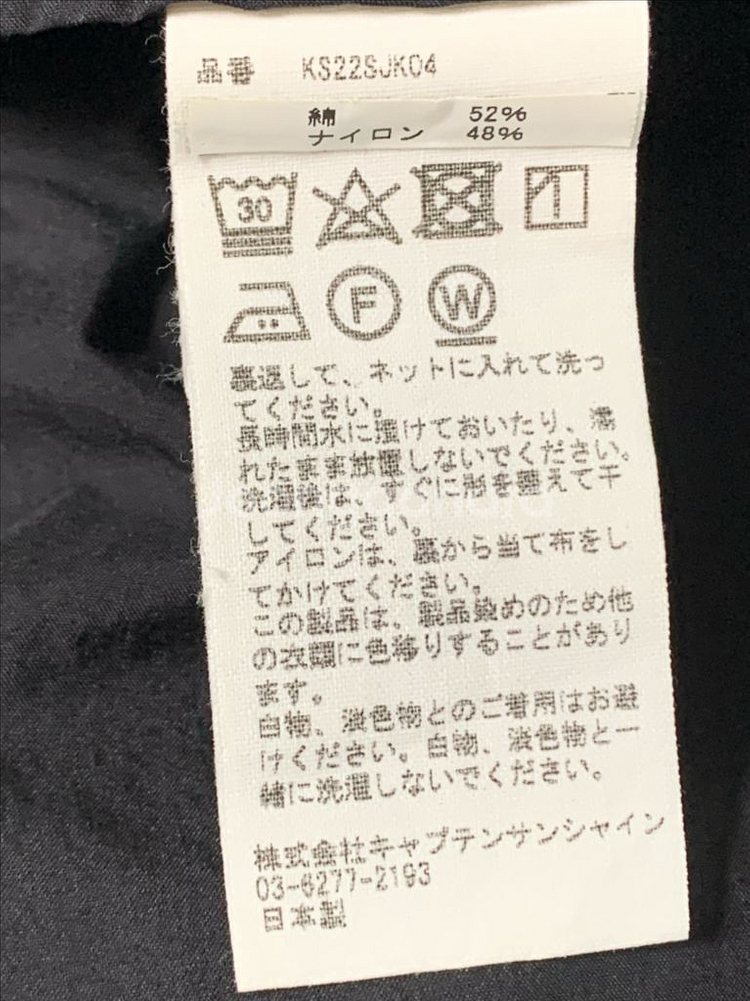 品番 KS22SJK04
綿 52%
ナイロン 48%
30
F W
裏返して、ネットに入れて洗っ
てください。
長時間水に漬けておいたり、濡
れたまま放置しないでください。
洗濯後は、すぐに形を整えて干
してください。
アイロンは、裏から当て布をし
てかけてください。
この製品は、製品染めのため他
の衣類に色移りすることがあり
ます。
白物、淡色物とのご着用はお避
けください。白物、淡色物と一
緒に洗濯しないでください。
株式会社キャプテンサンシャイン
03-6277-2193
日本製